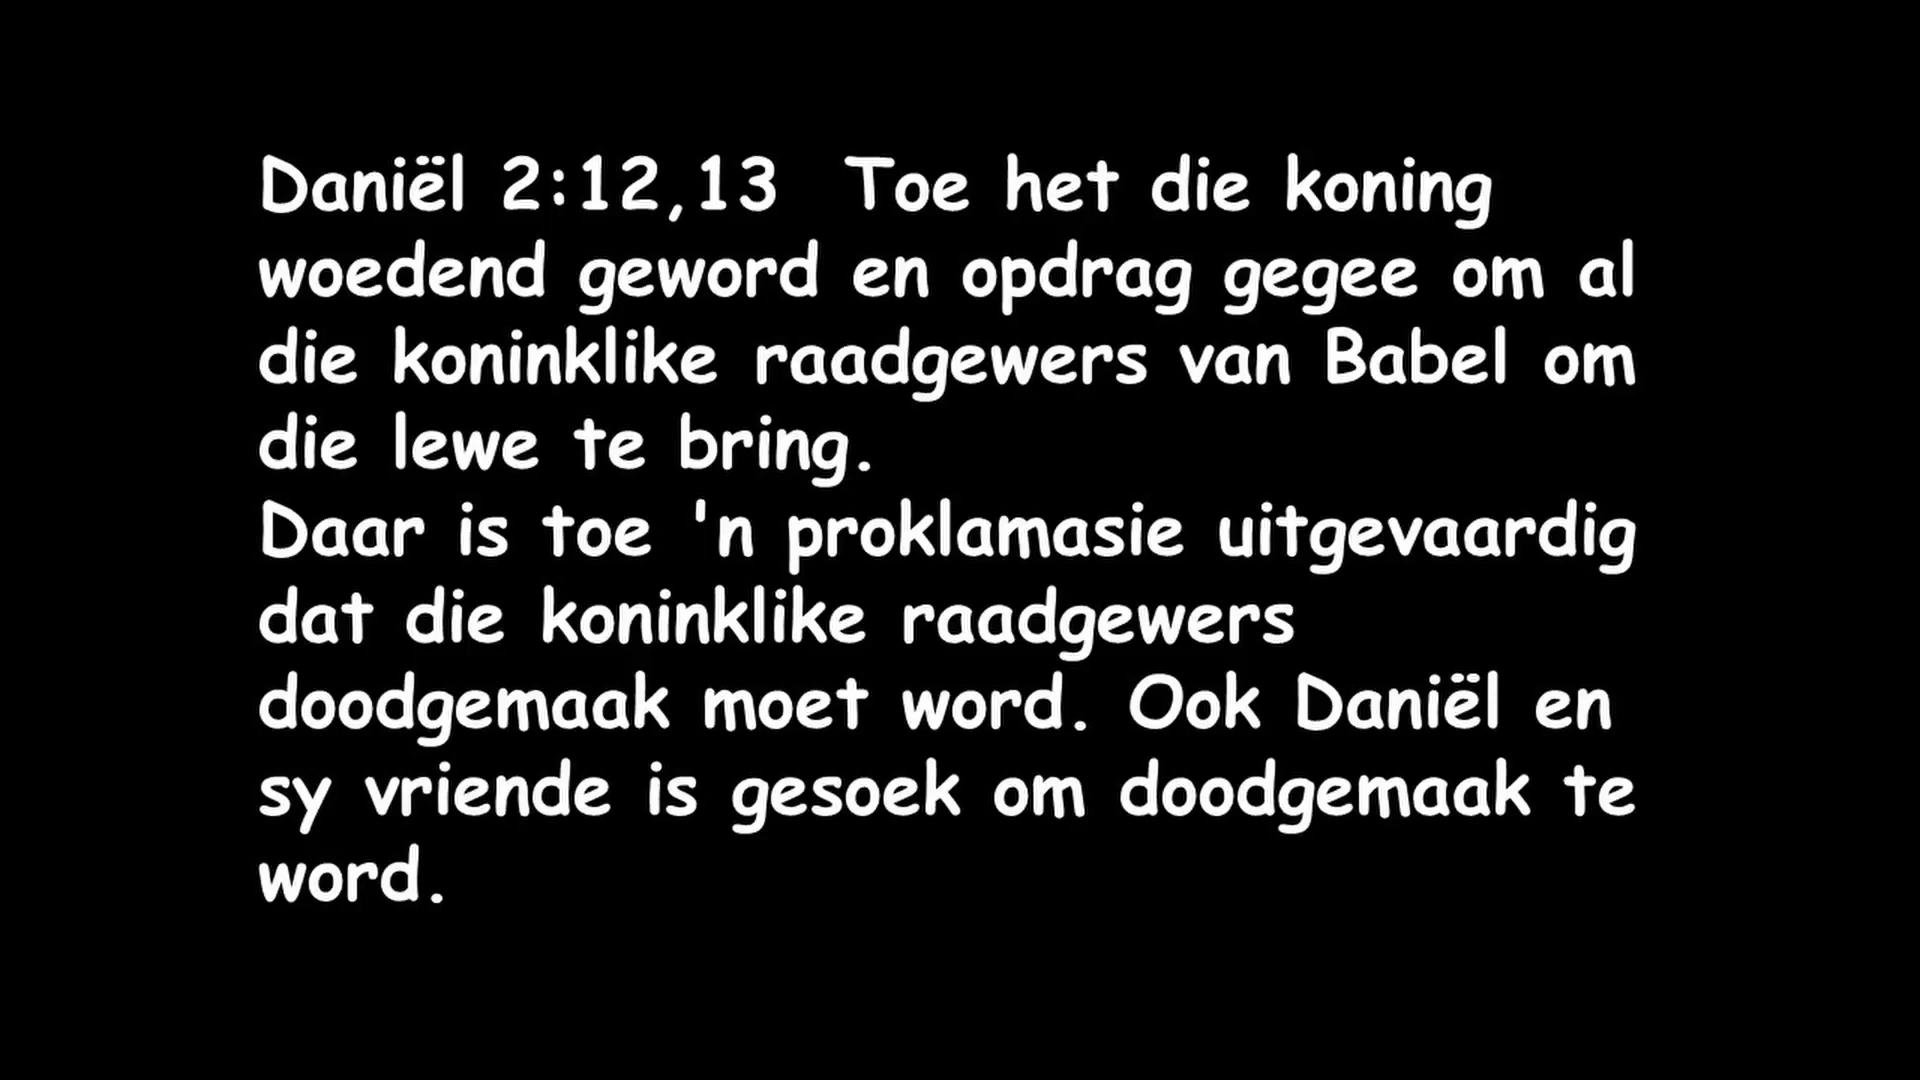 Daniël 2:12,13  Toe het die koning
woedend geword en opdrag gegee om al
die koninklike raadgewers van Babel om
die lewe te bring.
Daar is toe 'n proklamasie uitgevaardig
dat die koninklike raadgewers
doodgemaak moet word. Ook Daniël en
sy vriende is gesoek om doodgemaak te
word.